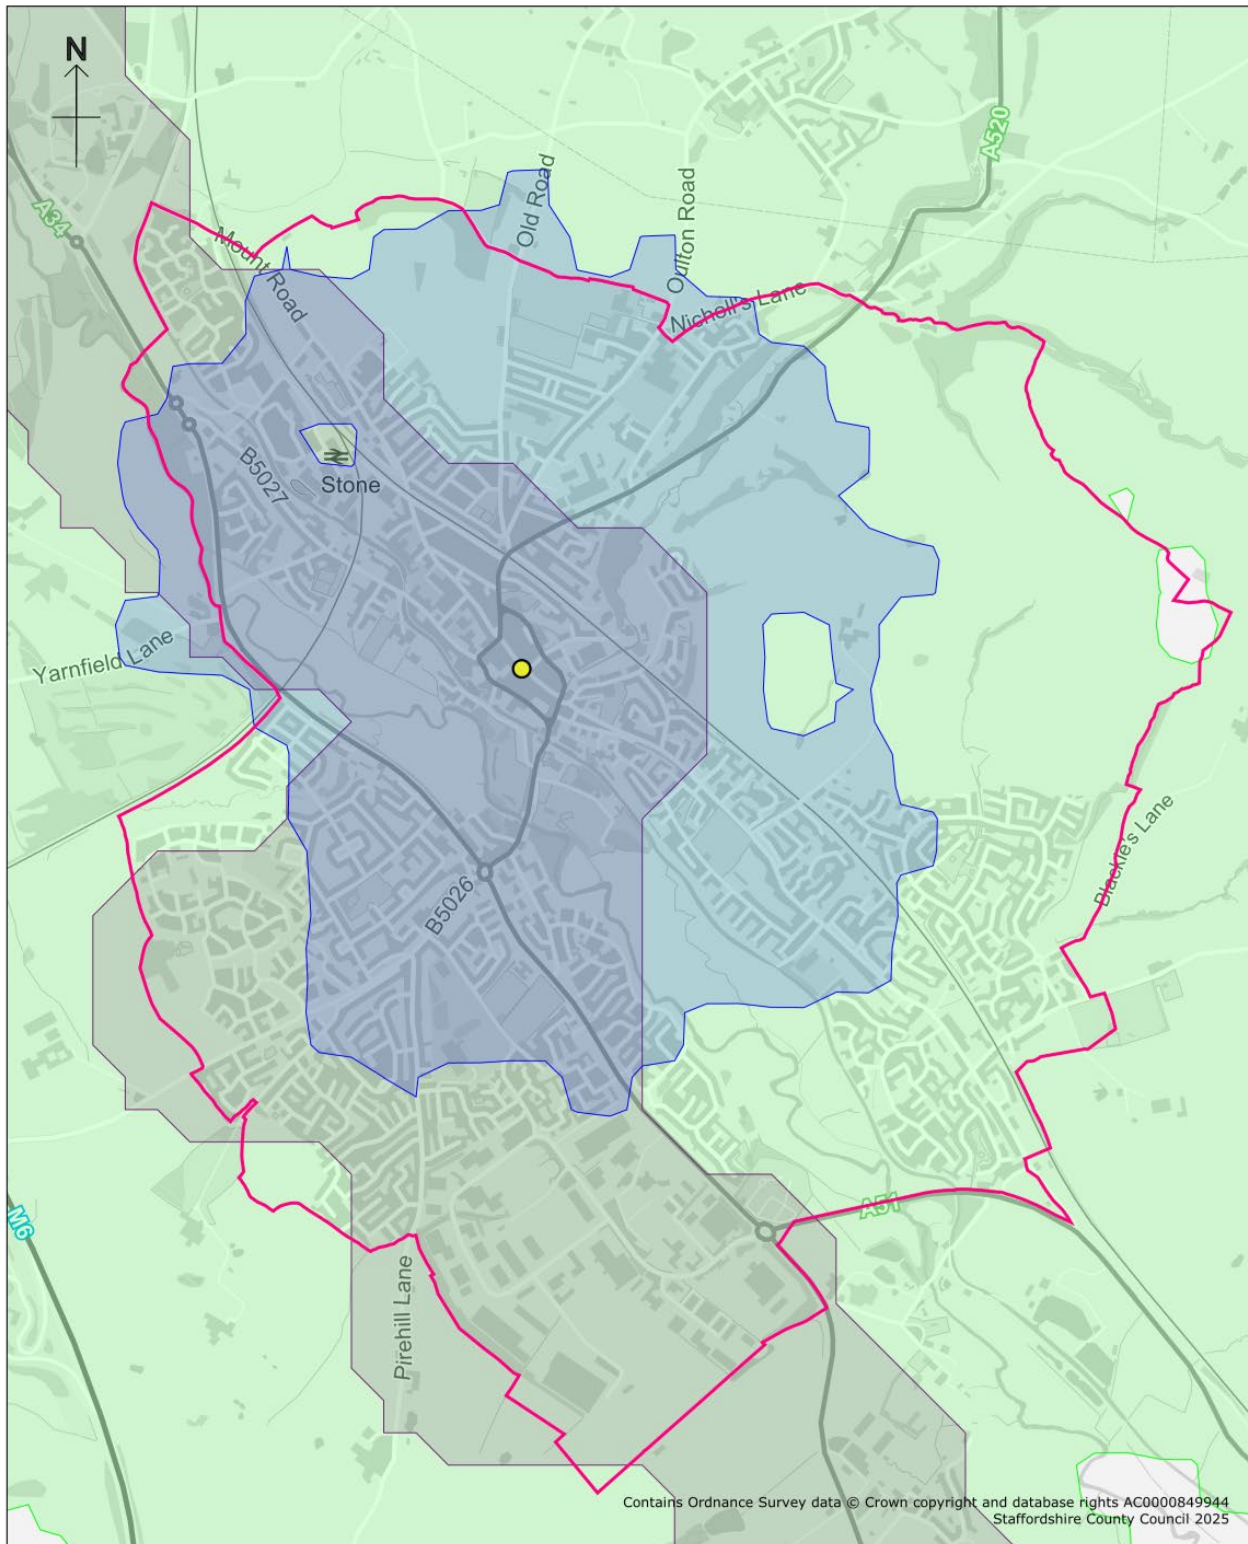 N
A520
Old Road
Oulton Road
A34
Mount Road
Nicholl's Lane
B5027
Stone
Yarnfield Lane
Blackie's Lane
B5026
M6
A51
Pirehill Lane
Contains Ordnance Survey data © Crown copyright and database rights AC0000849944
Staffordshire County Council 2025